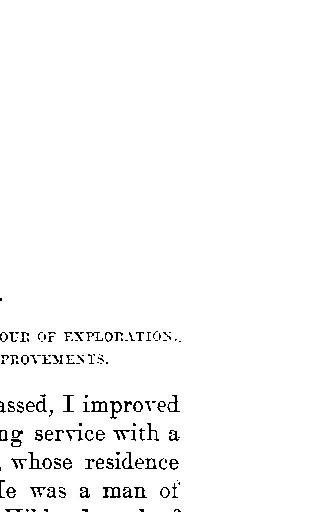 OUR OF EXPLORATION.
PROVEMENTS.
assed, I improved
ng service with a
, whose residence
He was a man of